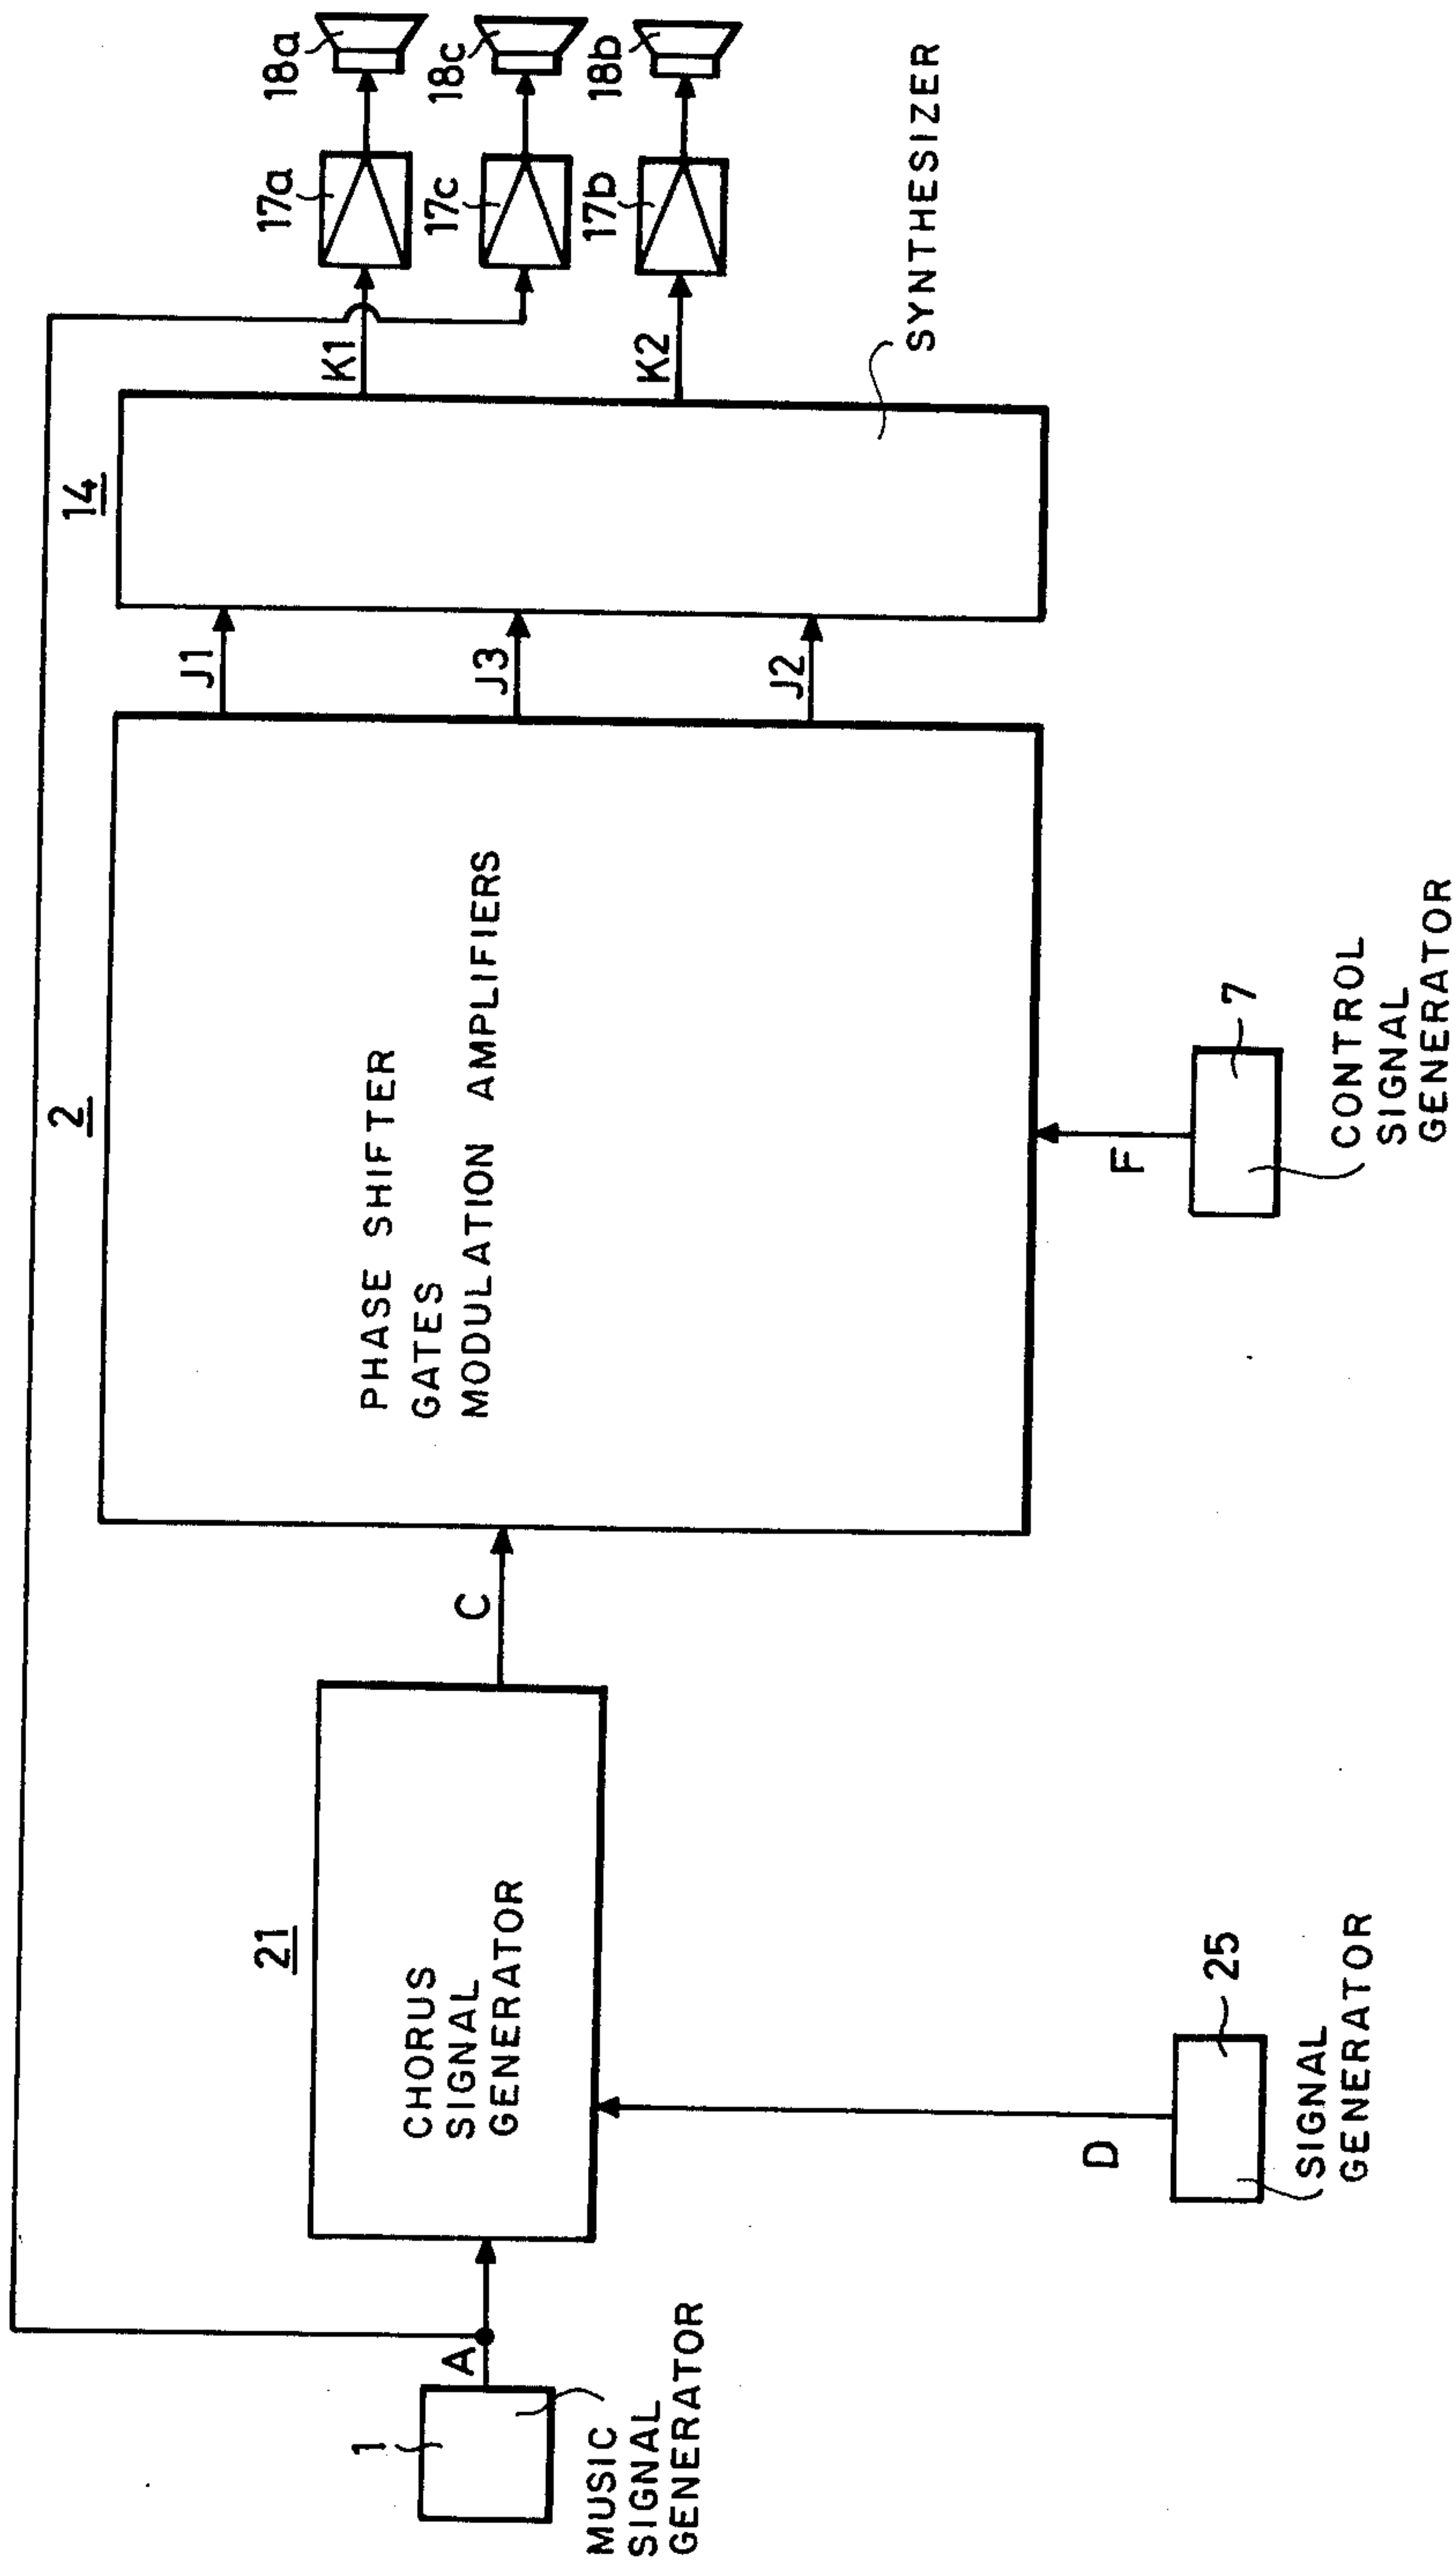 1
MUSIC
SIGNAL
GENERATOR
A
21
CHORUS
SIGNAL
GENERATOR
D
25
SIGNAL
GENERATOR
C
2
PHASE SHIFTER
GATES
MODULATION AMPLIFIERS
F
7
CONTROL
SIGNAL
GENERATOR
J1
J3
J2
14
SYNTHESIZER
K1
K2
17a
17c
17b
18a
18c
18b